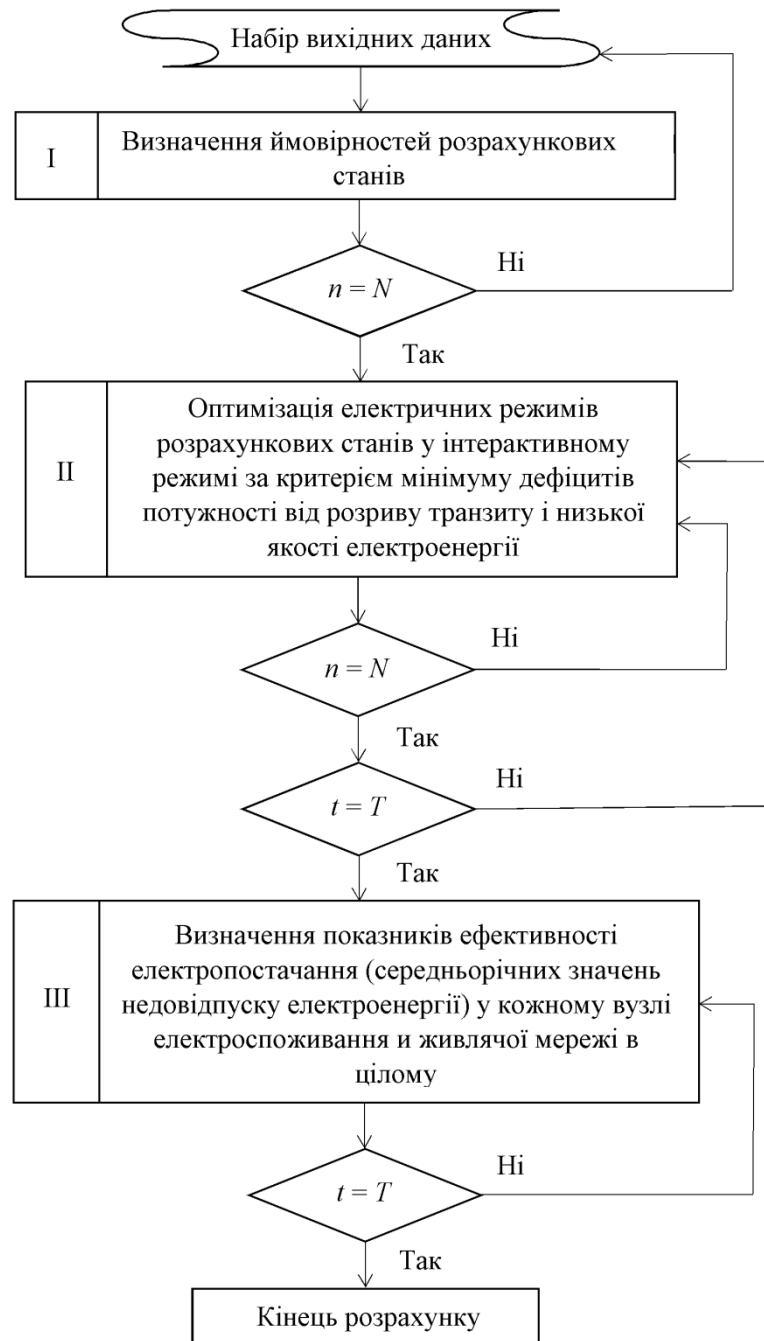 Набір вихідних даних
I
Визначення ймовірностей розрахункових
станів
n = N
Ні
Так
II
Оптимізація електричних режимів
розрахункових станів у інтерактивному
режимі за критерієм мінімуму дефіцитів
потужності від розриву транзиту і низької
якості електроенергії
n = N
Ні
Так
t = T
Ні
Так
III
Визначення показників ефективності
електропостачання (середньорічних значень
недовідпуску електроенергії) у кожному вузлі
електроспоживання и живлячої мережі в
цілому
t = T
Ні
Так
Кінець розрахунку